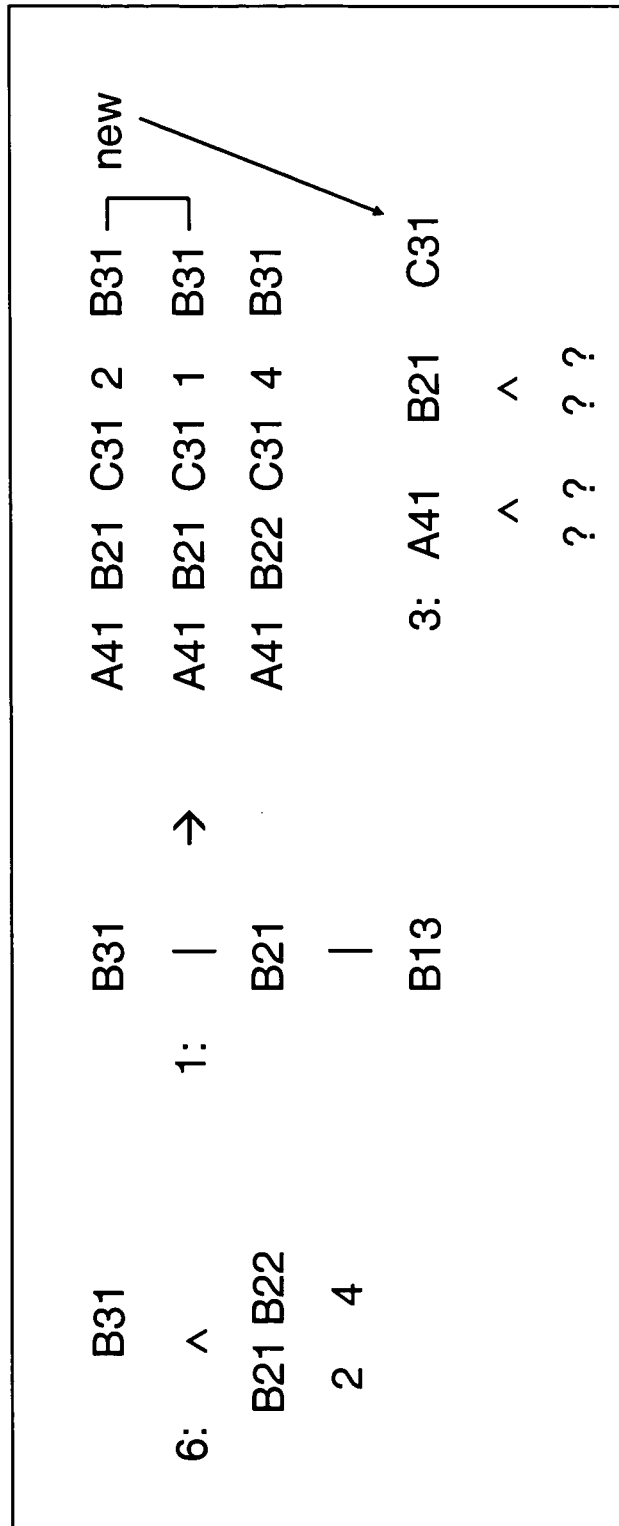 B31 B31 → A41 B21 C31 2 B31 new
6: ^ 1: | A41 B21 C31 1 B31
B21 B22 B21 A41 B22 C31 4 B31
2 4 |
B13 3: A41 B21 C31
^ ^
? ? ? ?